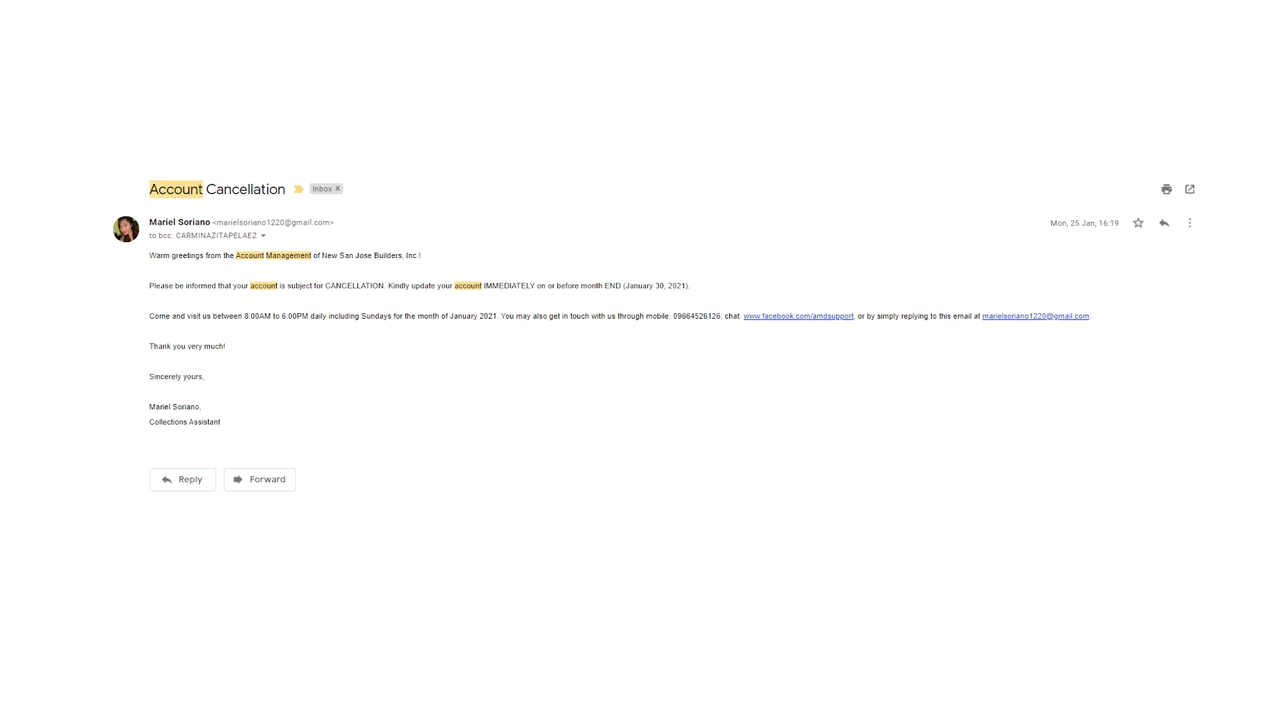 Account Cancellation Inbox x
Mariel Soriano <marielsoriano1220@gmail.com> Mon, 25 Jan, 16:19
to bcc: CARMINAZITAPELAEZ
Warm greetings from the Account Management of New San Jose Builders, Inc.!
Please be informed that your account is subject for CANCELLATION. Kindly update your account IMMEDIATELY on or before month END (January 30, 2021).
Come and visit us between 8:00AM to 6:00PM daily including Sundays for the month of January 2021. You may also get in touch with us through mobile: 09664526126, chat: www.facebook.com/amdsupport, or by simply replying to this email at marielsoriano1220@gmail.com.
Thank you very much!
Sincerely yours,
Mariel Soriano,
Collections Assistant
Reply Forward